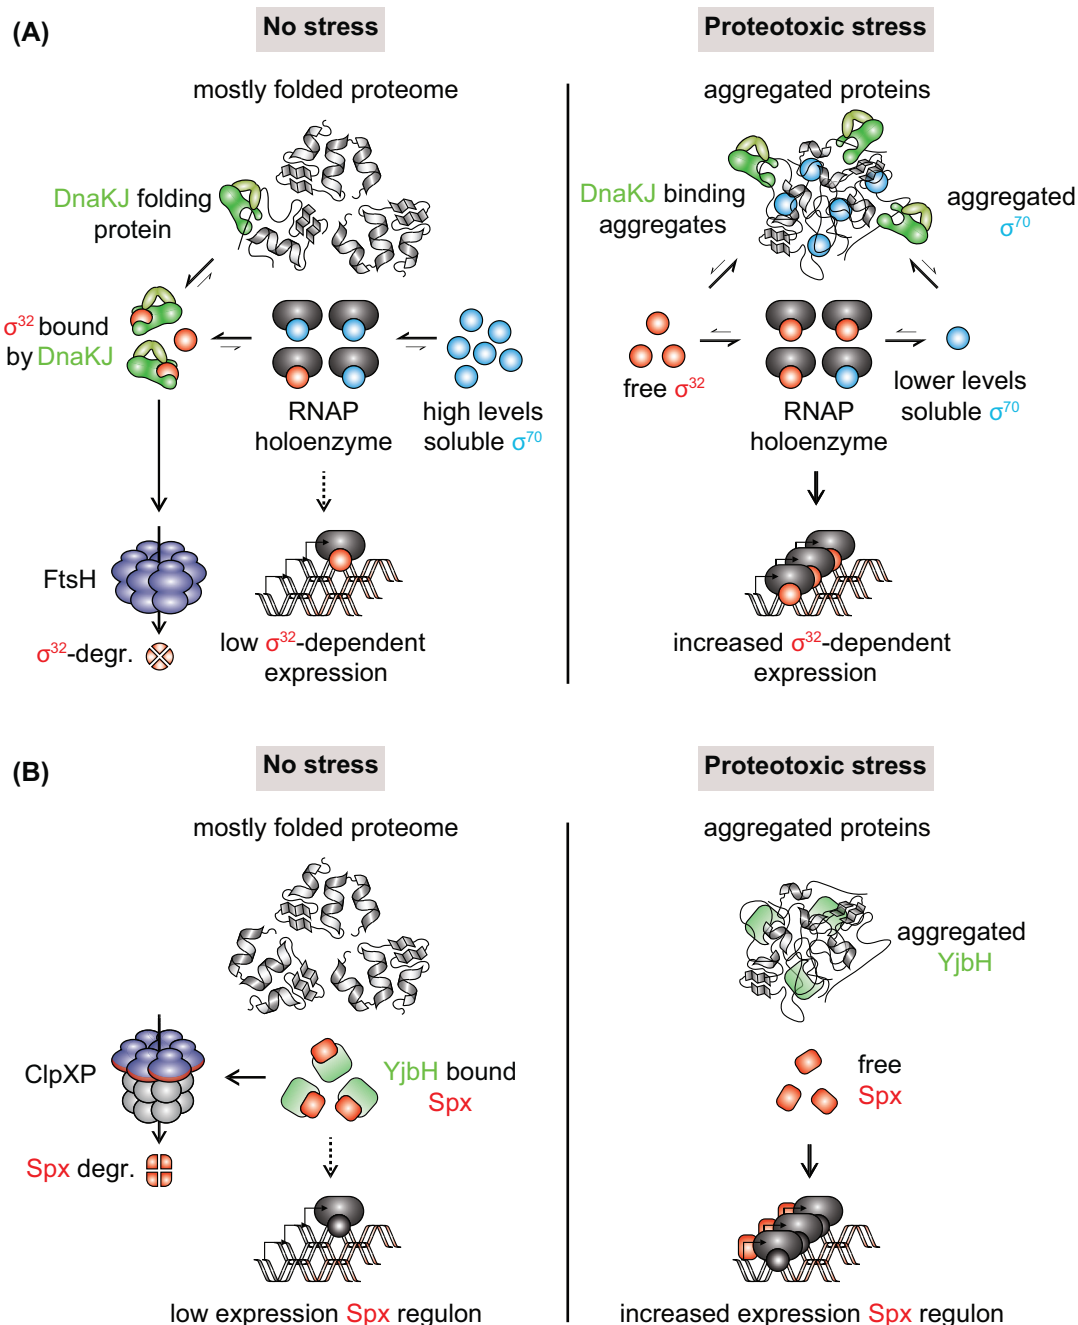 (A)
No stress
Proteotoxic stress
mostly folded proteome
aggregated proteins
DnaKJ folding
protein
DnaKJ binding
aggregates
aggregated
σ⁷⁰
σ³² bound
by DnaKJ
RNAP
holoenzyme
high levels
soluble σ⁷⁰
free σ³²
RNAP
holoenzyme
lower levels
soluble σ⁷⁰
FtsH
σ³²-degr.
low σ³²-dependent
expression
increased σ³²-dependent
expression
(B)
No stress
Proteotoxic stress
mostly folded proteome
aggregated proteins
aggregated
YjbH
ClpXP
YjbH bound
Spx
free
Spx
Spx degr.
low expression Spx regulon
increased expression Spx regulon